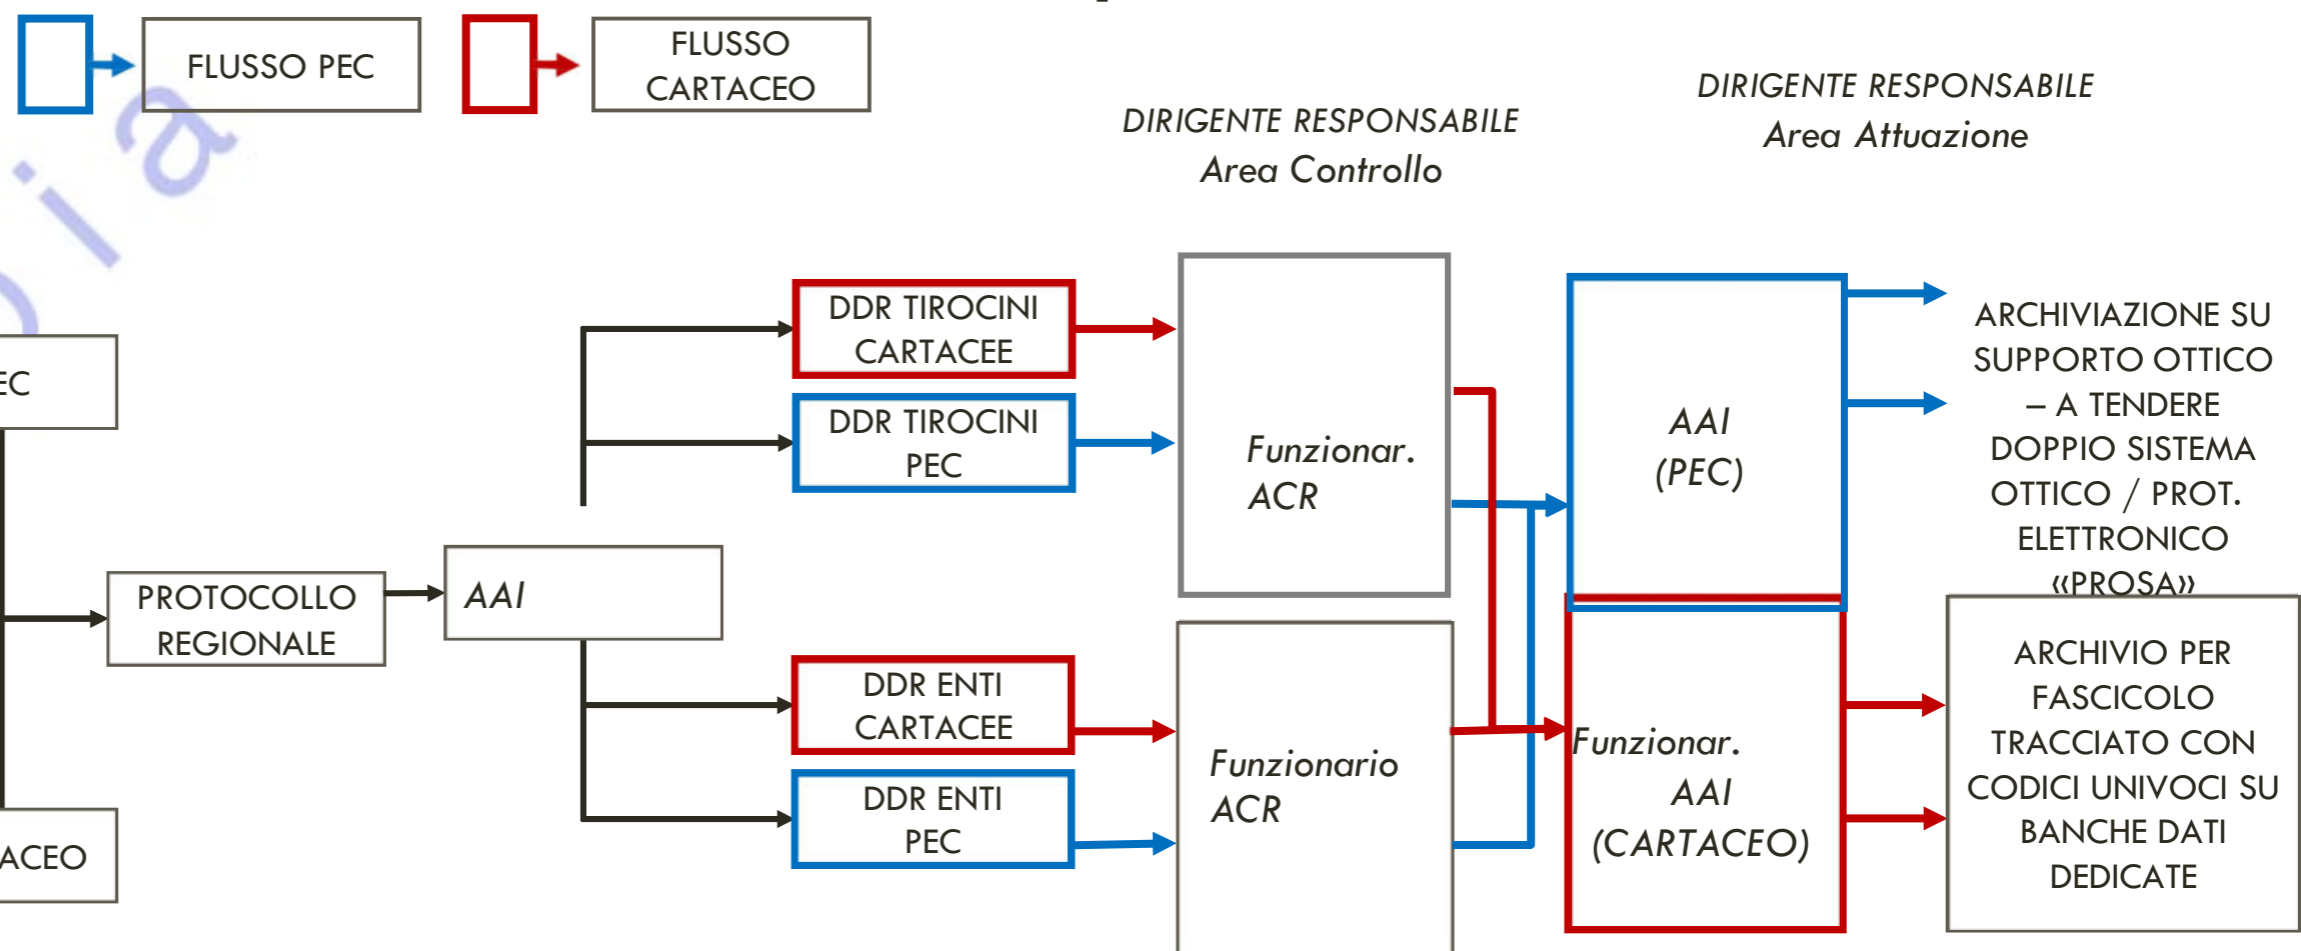 FLUSSO PEC
FLUSSO
CARTACEO
DIRIGENTE RESPONSABILE
Area Controllo
DIRIGENTE RESPONSABILE
Area Attuazione
EC
ACEO
PROTOCOLLO
REGIONALE
AAI
DDR TIROCINI
CARTACEE
DDR TIROCINI
PEC
DDR ENTI
CARTACEE
DDR ENTI
PEC
Funzionar.
ACR
Funzionario
ACR
AAI
(PEC)
Funzionar.
AAI
(CARTACEO)
ARCHIVIAZIONE SU
SUPPORTO OTTICO
– A TENDERE
DOPPIO SISTEMA
OTTICO / PROT.
ELETTRONICO
«PROSA»
ARCHIVIO PER
FASCICOLO
TRACCIATO CON
CODICI UNIVOCI SU
BANCHE DATI
DEDICATE